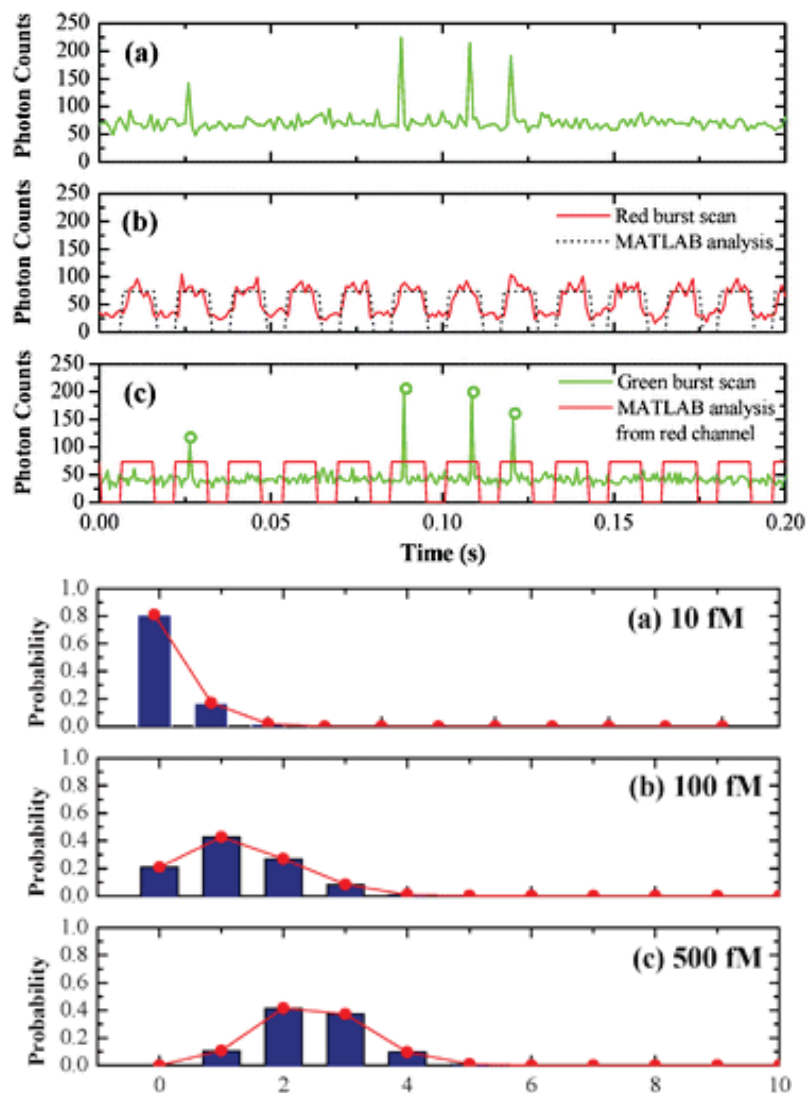 250
200
150
100
50
0
Photon Counts
(a)
250
200
150
100
50
0
Photon Counts
(b)
Red burst scan
MATLAB analysis
250
200
150
100
50
0
Photon Counts
(c)
Green burst scan
MATLAB analysis
from red channel
0.00 0.05 0.10 0.15 0.20
Time (s)
1.0
0.8
0.6
0.4
0.2
0.0
Probability
(a) 10 fM
1.0
0.8
0.6
0.4
0.2
0.0
Probability
(b) 100 fM
1.0
0.8
0.6
0.4
0.2
0.0
Probability
(c) 500 fM
0 2 4 6 8 10